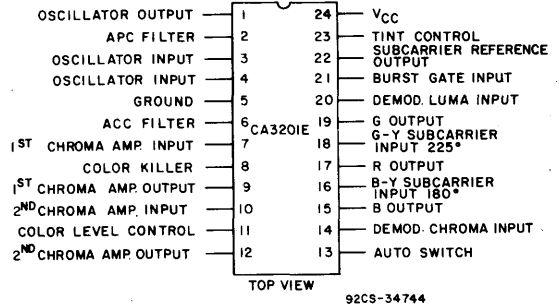 OSCILLATOR OUTPUT 1
APC FILTER 2
OSCILLATOR INPUT 3
OSCILLATOR INPUT 4
GROUND 5
ACC FILTER 6
1ST CHROMA AMP. INPUT 7
COLOR KILLER 8
1ST CHROMA AMP. OUTPUT 9
2ND CHROMA AMP. INPUT 10
COLOR LEVEL CONTROL 11
2ND CHROMA AMP. OUTPUT 12
CA3201E
24 VCC
23 TINT CONTROL
22 SUBCARRIER REFERENCE
OUTPUT
21 BURST GATE INPUT
20 DEMOD. LUMA INPUT
19 G OUTPUT
18 G-Y SUBCARRIER
INPUT 225°
17 R OUTPUT
16 B-Y SUBCARRIER
INPUT 180°
15 B OUTPUT
14 DEMOD. CHROMA INPUT
13 AUTO SWITCH
TOP VIEW
92CS-34744